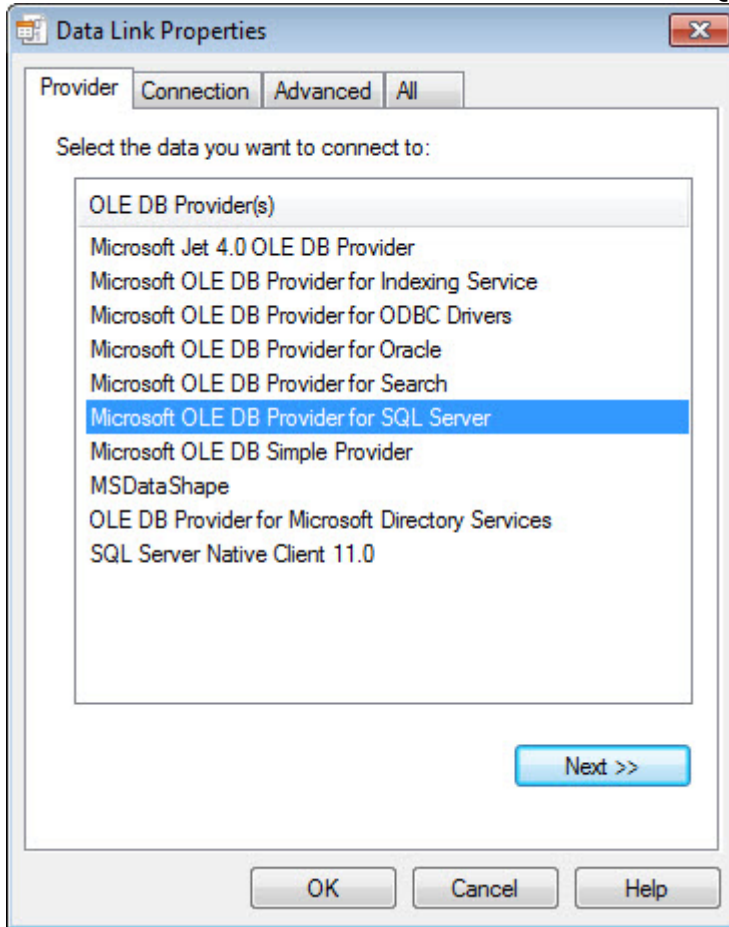 Data Link Properties
Provider
Connection
Advanced
All
Select the data you want to connect to:
OLE DB Provider(s)
Microsoft Jet 4.0 OLE DB Provider
Microsoft OLE DB Provider for Indexing Service
Microsoft OLE DB Provider for ODBC Drivers
Microsoft OLE DB Provider for Oracle
Microsoft OLE DB Provider for Search
Microsoft OLE DB Provider for SQL Server
Microsoft OLE DB Simple Provider
MSDataShape
OLE DB Provider for Microsoft Directory Services
SQL Server Native Client 11.0
Next >>
OK
Cancel
Help